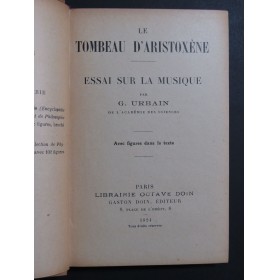 LE
TOMBEAU D'ARISTOXÈNE
ESSAI SUR LA MUSIQUE
PAR
G. URBAIN
DE L'ACADÉMIE DES SCIENCES
Avec figures dans le texte
PARIS
LIBRAIRIE OCTAVE DOIN
GASTON DOIN, ÉDITEUR
8, PLACE DE L'ODÉON, 8
1924